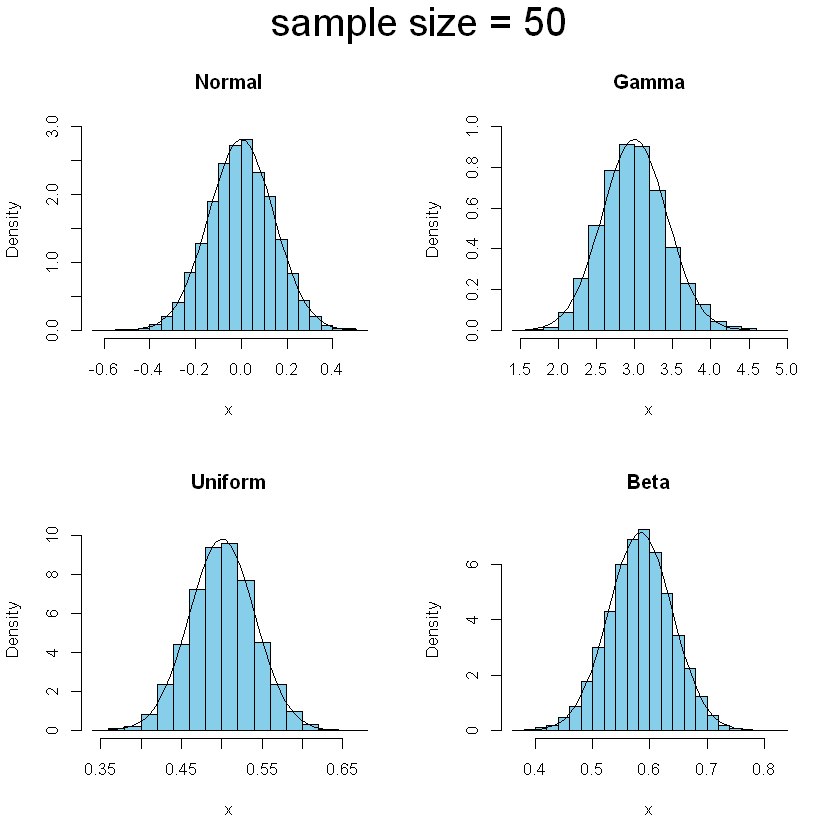 sample size = 50
Normal
Density
0.0 1.0 2.0 3.0
-0.6 -0.4 -0.2 0.0 0.2 0.4
x
Gamma
Density
0.0 0.2 0.4 0.6 0.8 1.0
1.5 2.0 2.5 3.0 3.5 4.0 4.5 5.0
x
Uniform
Density
0 2 4 6 8 10
0.35 0.45 0.55 0.65
x
Beta
Density
0 2 4 6
0.4 0.5 0.6 0.7 0.8
x